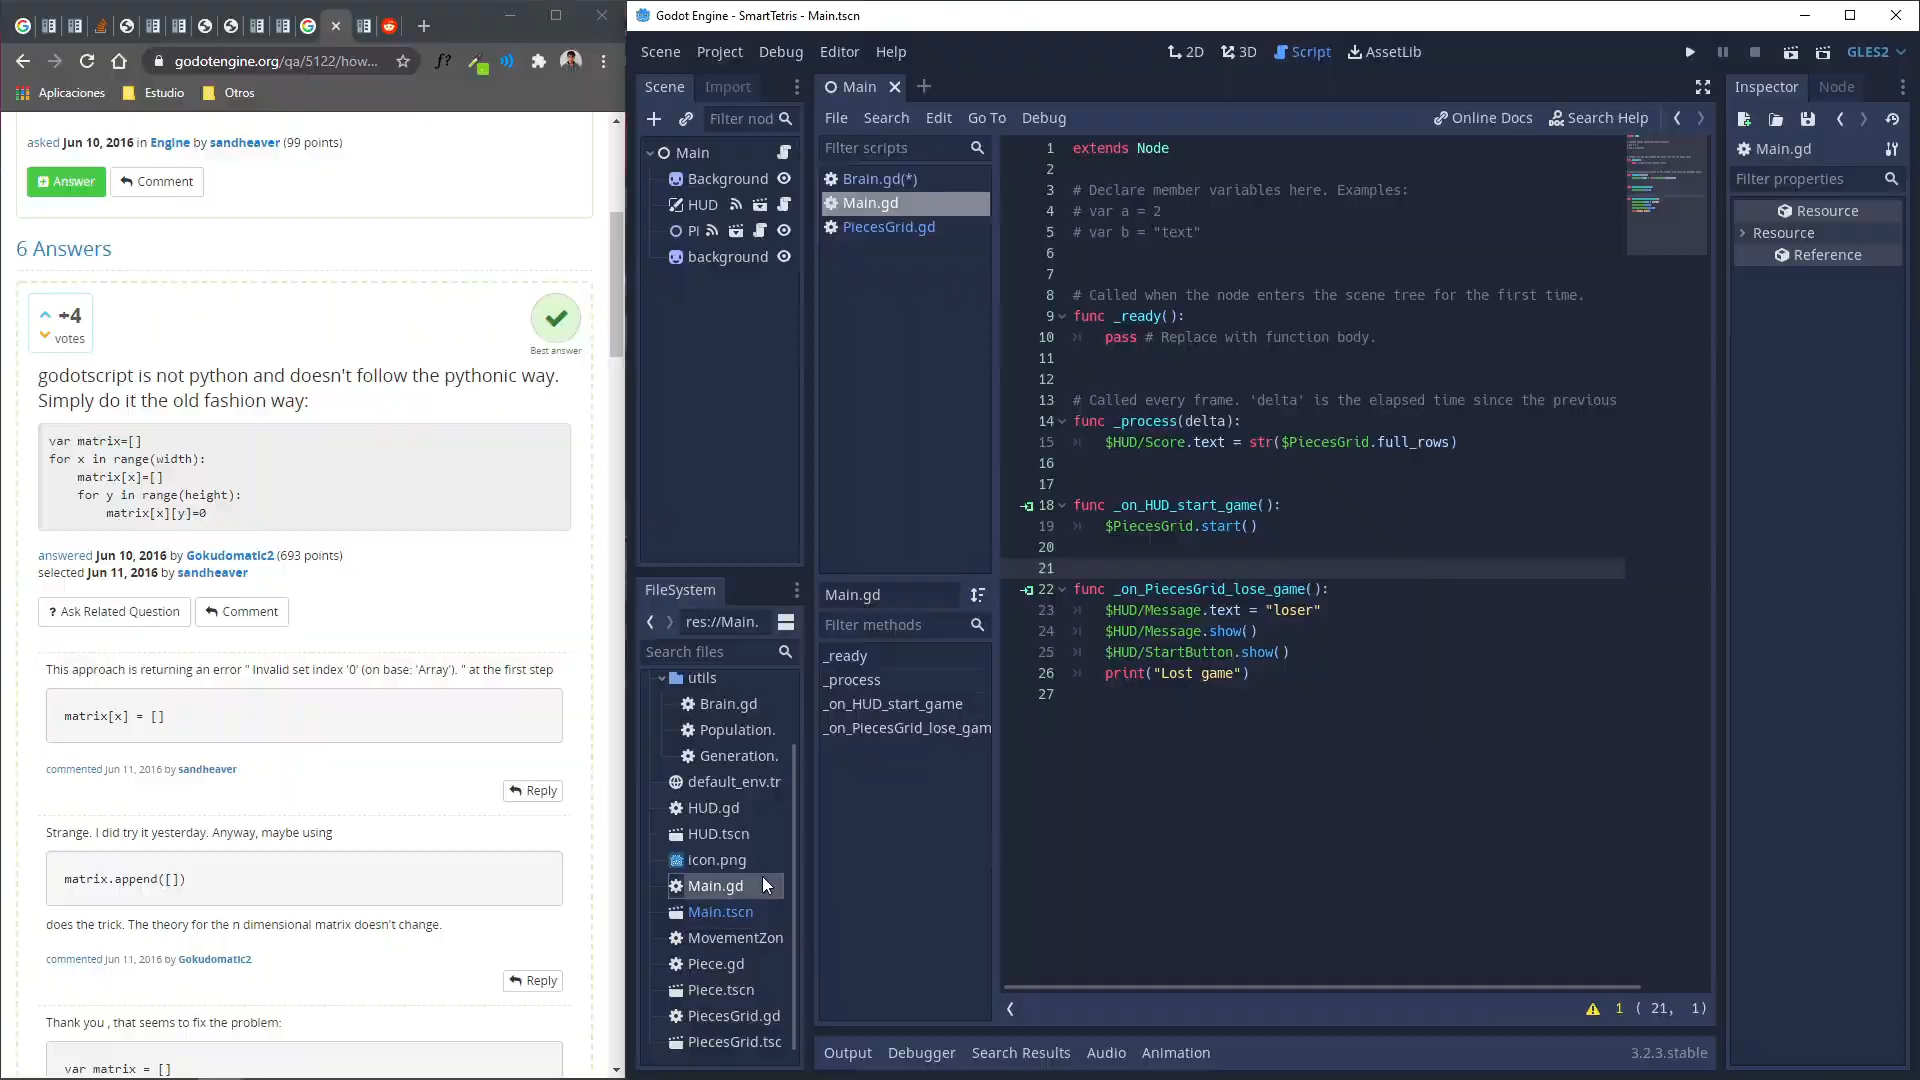 godotengine.org/qa/5122/how...
f?
Aplicaciones
Estudio
Otros
asked Jun 10, 2016 in Engine by sandheaver (99 points)
Answer
Comment
6 Answers
+4
votes
Best answer
godotscript is not python and doesn't follow the pythonic way.
Simply do it the old fashion way:
var matrix=[]
for x in range(width):
    matrix[x]=[]
    for y in range(height):
        matrix[x][y]=0
answered Jun 10, 2016 by Gokudomatic2 (693 points)
selected Jun 11, 2016 by sandheaver
? Ask Related Question
Comment
This approach is returning an error " Invalid set index '0' (on base: 'Array'). " at the first step
matrix[x] = []
commented Jun 11, 2016 by sandheaver
Reply
Strange. I did try it yesterday. Anyway, maybe using
matrix.append([])
does the trick. The theory for the n dimensional matrix doesn't change.
commented Jun 11, 2016 by Gokudomatic2
Reply
Thank you , that seems to fix the problem:
var matrix = []
Godot Engine - SmartTetris - Main.tscn
Scene Project Debug Editor Help
2D 3D Script AssetLib
GLES2
Scene Import
Filter nod
Main
Background
HUD
PI
background
FileSystem
res://Main.
Search files
utils
Brain.gd
Population.
Generation.
default_env.tr
HUD.gd
HUD.tscn
icon.png
Main.gd
Main.tscn
MovementZon
Piece.gd
Piece.tscn
PiecesGrid.gd
PiecesGrid.tsc
Main
File Search Edit Go To Debug
Online Docs Search Help
Filter scripts
Brain.gd(*)
Main.gd
PiecesGrid.gd
Main.gd
Filter methods
_ready
_process
_on_HUD_start_game
_on_PiecesGrid_lose_gam
1 extends Node
2
3 # Declare member variables here. Examples:
4 # var a = 2
5 # var b = "text"
6
7
8 # Called when the node enters the scene tree for the first time.
9 func _ready():
10 pass # Replace with function body.
11
12
13 # Called every frame. 'delta' is the elapsed time since the previous
14 func _process(delta):
15 $HUD/Score.text = str($PiecesGrid.full_rows)
16
17
18 func _on_HUD_start_game():
19 $PiecesGrid.start()
20
21
22 func _on_PiecesGrid_lose_game():
23 $HUD/Message.text = "loser"
24 $HUD/Message.show()
25 $HUD/StartButton.show()
26 print("Lost game")
27
1 ( 21, 1)
Output Debugger Search Results Audio Animation
3.2.3.stable
Inspector Node
Main.gd
Filter properties
Resource
Resource
Reference